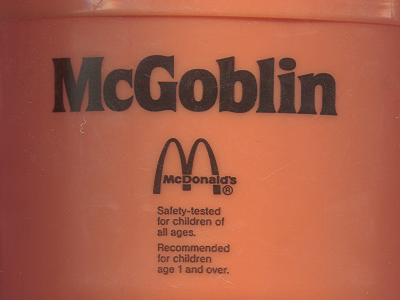 McGoblin
McDonald's®
Safety-tested
for children of
all ages.
Recommended
for children
age 1 and over.